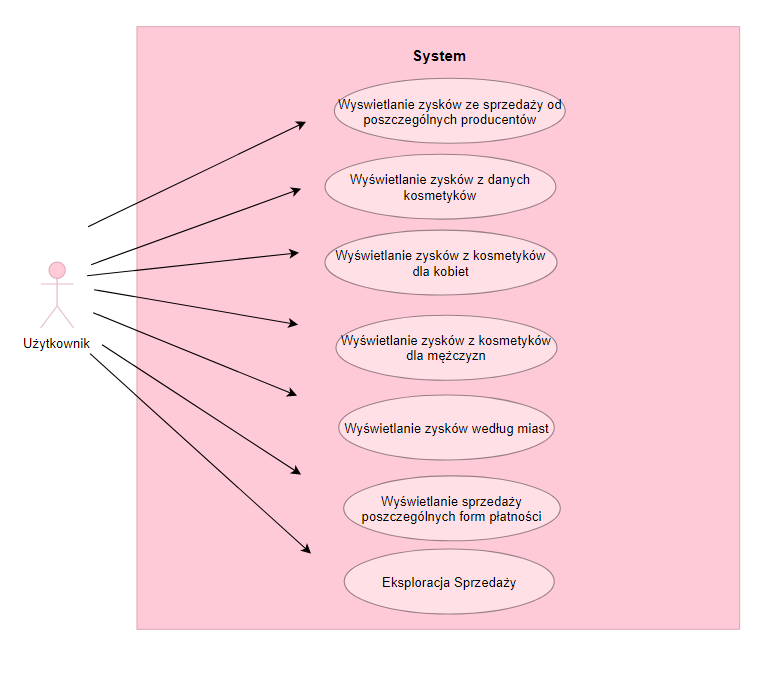 System
Wyswietlanie zysków ze sprzedaży od
poszczególnych producentów
Wyświetlanie zysków z danych
kosmetyków
Wyświetlanie zysków z kosmetyków
dla kobiet
Wyświetlanie zysków z kosmetyków
dla mężczyzn
Wyświetlanie zysków według miast
Wyświetlanie sprzedaży
poszczególnych form płatności
Eksploracja Sprzedaży
Użytkownik